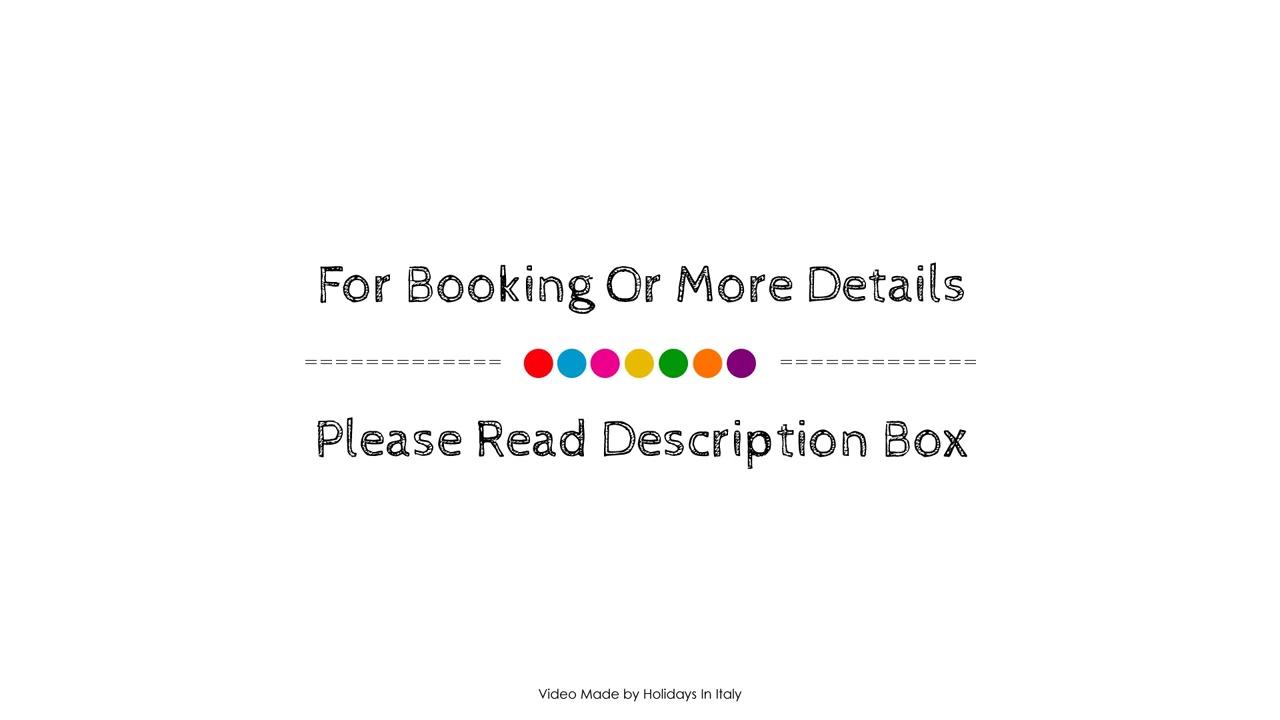 For Booking Or More Details
============= =============
Please Read Description Box
Video Made by Holidays In Italy